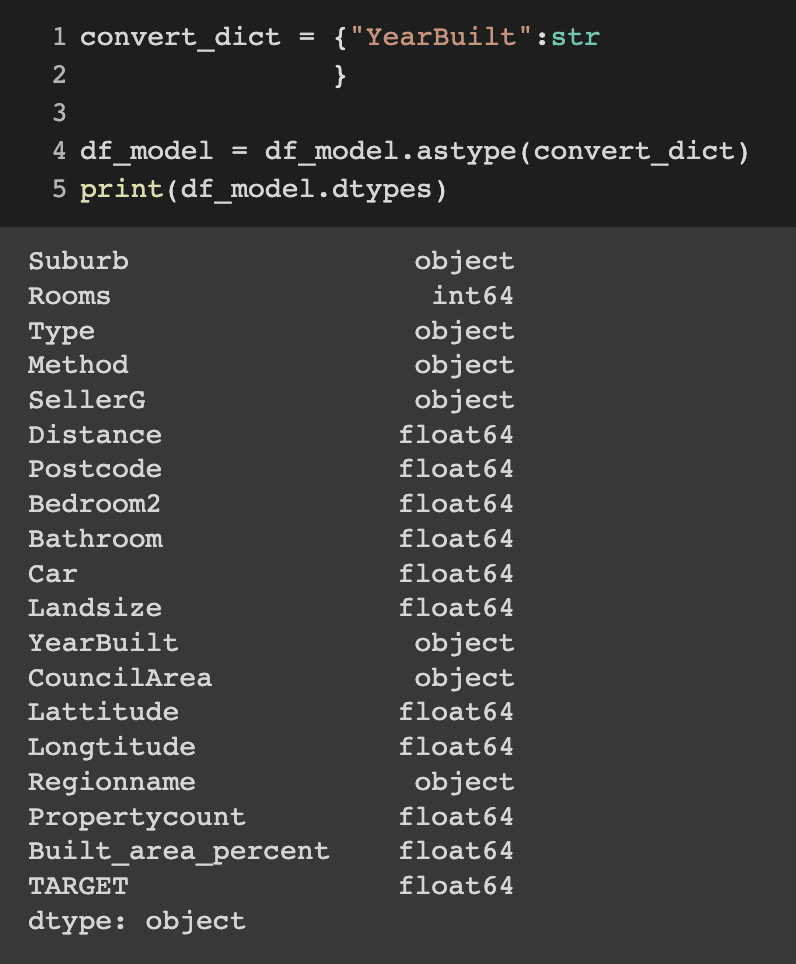 1 convert_dict = {"YearBuilt":str
2                }
3
4 df_model = df_model.astype(convert_dict)
5 print(df_model.dtypes)
Suburb                 object
Rooms                   int64
Type                   object
Method                 object
SellerG                object
Distance              float64
Postcode              float64
Bedroom2              float64
Bathroom              float64
Car                   float64
Landsize              float64
YearBuilt              object
CouncilArea            object
Lattitude             float64
Longtitude            float64
Regionname             object
Propertycount         float64
Built_area_percent    float64
TARGET                float64
dtype: object